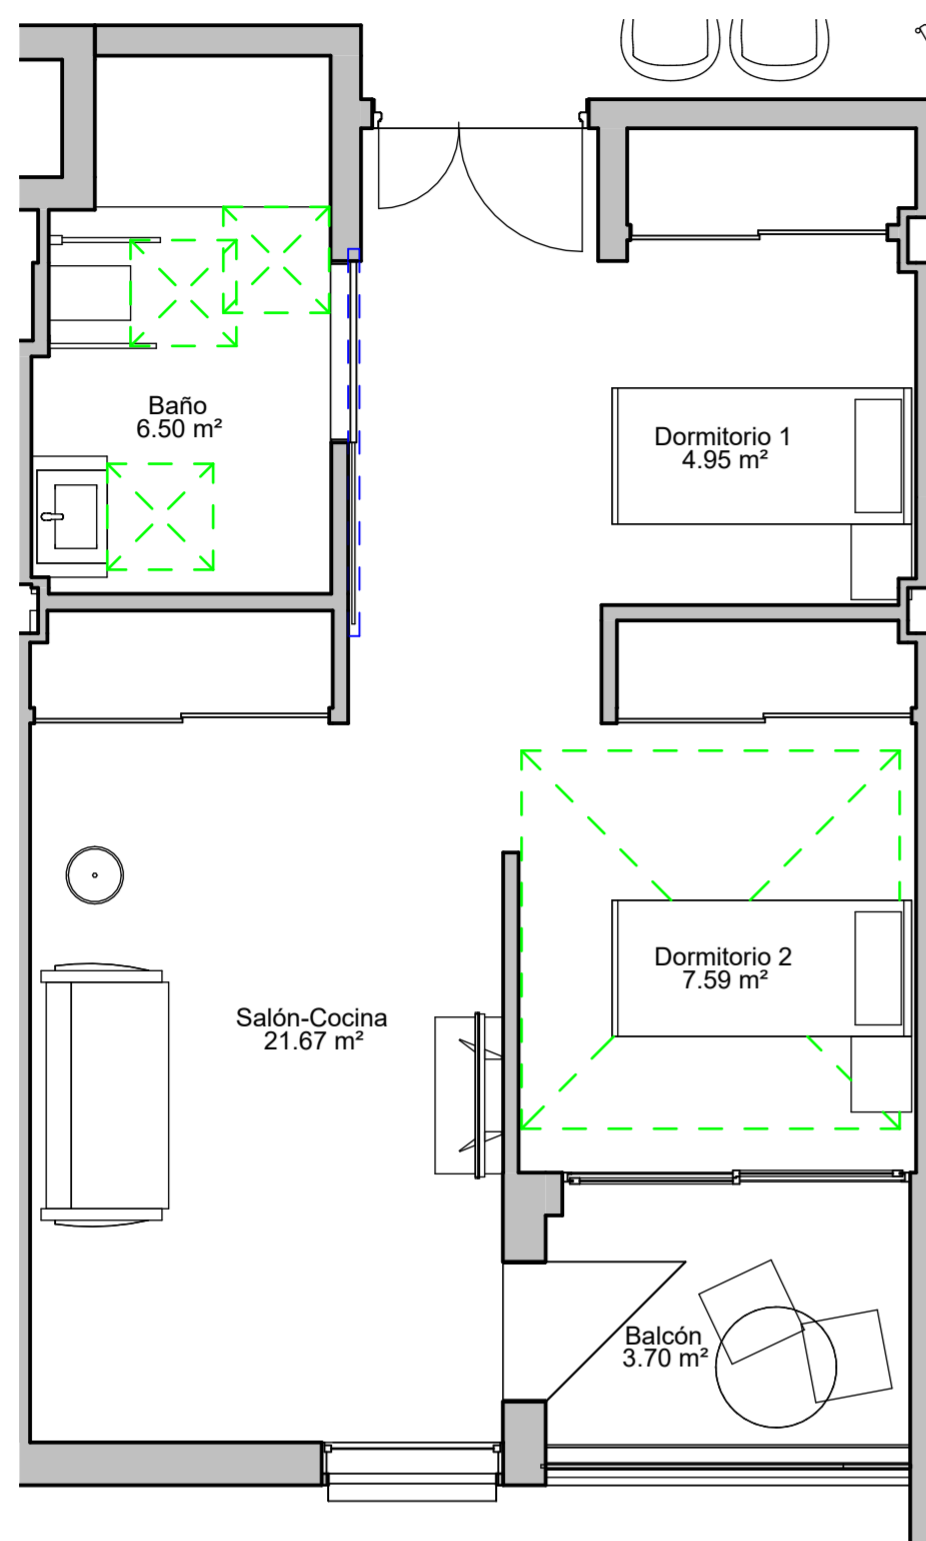 Baño
6.50 m²
Dormitorio 1
4.95 m²
Dormitorio 2
7.59 m²
Salón-Cocina
21.67 m²
Balcón
3.70 m²